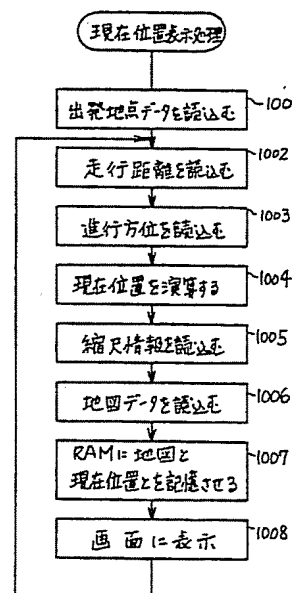 現在位置表示処理
出発地点データを読込む
100
走行距離を読込む
1002
進行方位を読込む
1003
現在位置を演算する
1004
縮尺情報を読込む
1005
地図データを読込む
1006
RAMに地図と
現在位置とを記憶させる
1007
画面に表示
1008